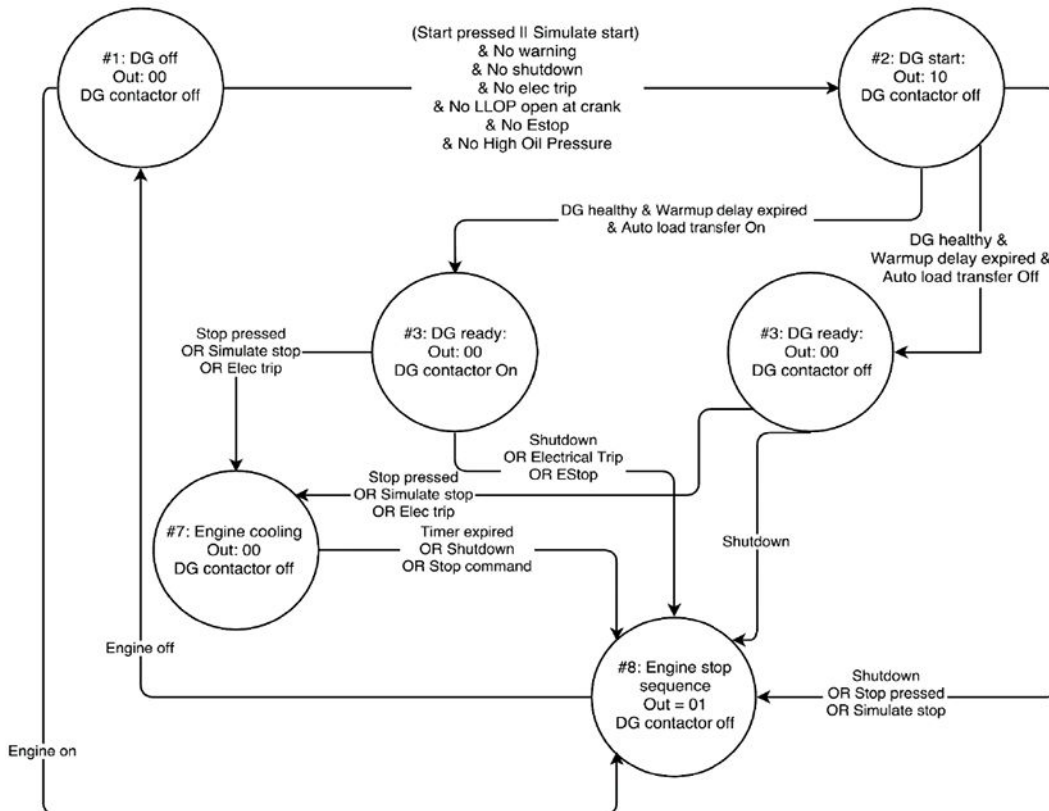 #1: DG off
Out: 00
DG contactor off
(Start pressed II Simulate start)
& No warning
& No shutdown
& No elec trip
& No LLOP open at crank
& No Estop
& No High Oil Pressure
#2: DG start:
Out: 10
DG contactor off
DG healthy & Warmup delay expired
& Auto load transfer On
DG healthy &
Warmup delay expired &
Auto load transfer Off
#3: DG ready:
Out: 00
DG contactor On
#3: DG ready:
Out: 00
DG contactor off
Stop pressed
OR Simulate stop
OR Elec trip
Shutdown
OR Electrical Trip
OR EStop
Stop pressed
OR Simulate stop
OR Elec trip
#7: Engine cooling
Out: 00
DG contactor off
Timer expired
OR Shutdown
OR Stop command
Shutdown
Engine off
#8: Engine stop
sequence
Out = 01
DG contactor off
Shutdown
OR Stop pressed
OR Simulate stop
Engine on